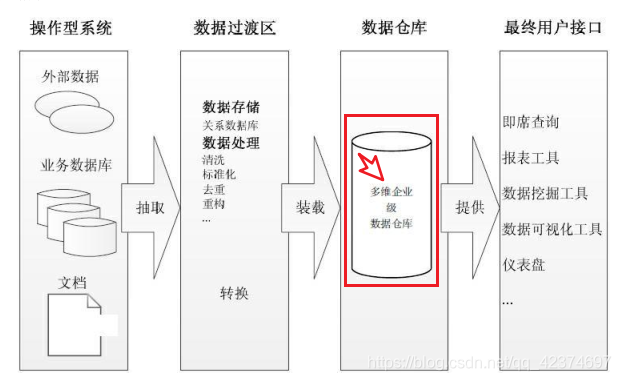 操作型系统
数据过渡区
数据仓库
最终用户接口
外部数据
业务数据库
文档
抽取
数据存储
关系数据库
数据处理
清洗
标准化
去重
重构
...
转换
装载
多维企业
级
数据仓库
提供
即席查询
报表工具
数据挖掘工具
数据可视化工具
仪表盘
...
https://blog.csdn.net/qq_42374697